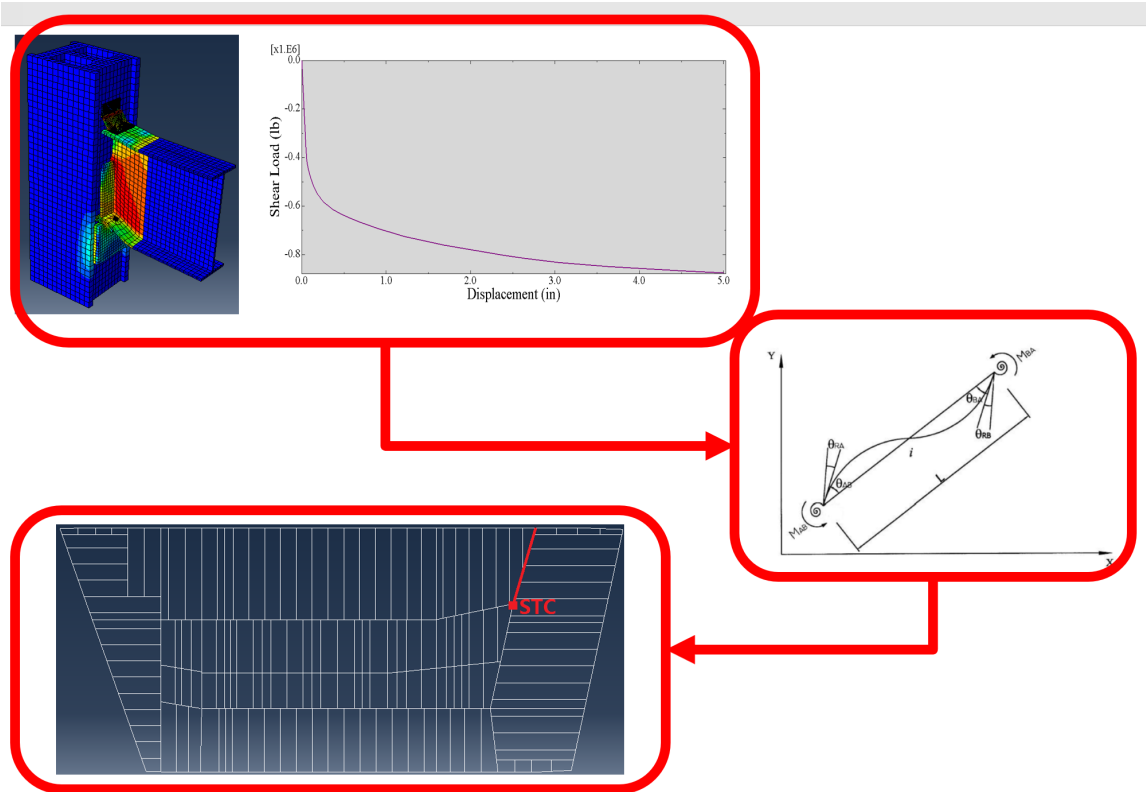 [x1.E6]
0.0
-0.2
-0.4
-0.6
-0.8
Shear Load (lb)
0.0 1.0 2.0 3.0 4.0 5.0
Displacement (in)
Y
MBA
θBA
θRB
θRA
i
θAB
L
MAB
X
STC